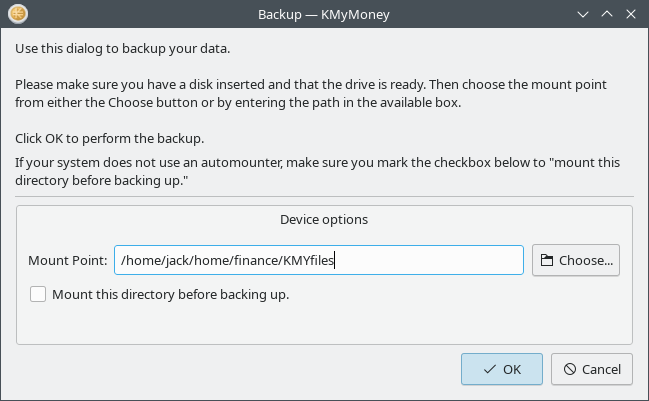 Backup — KMyMoney
Use this dialog to backup your data.
Please make sure you have a disk inserted and that the drive is ready. Then choose the mount point
from either the Choose button or by entering the path in the available box.
Click OK to perform the backup.
If your system does not use an automounter, make sure you mark the checkbox below to "mount this
directory before backing up."
Device options
Mount Point: /home/jack/home/finance/KMYfiles Choose...
Mount this directory before backing up.
OK Cancel